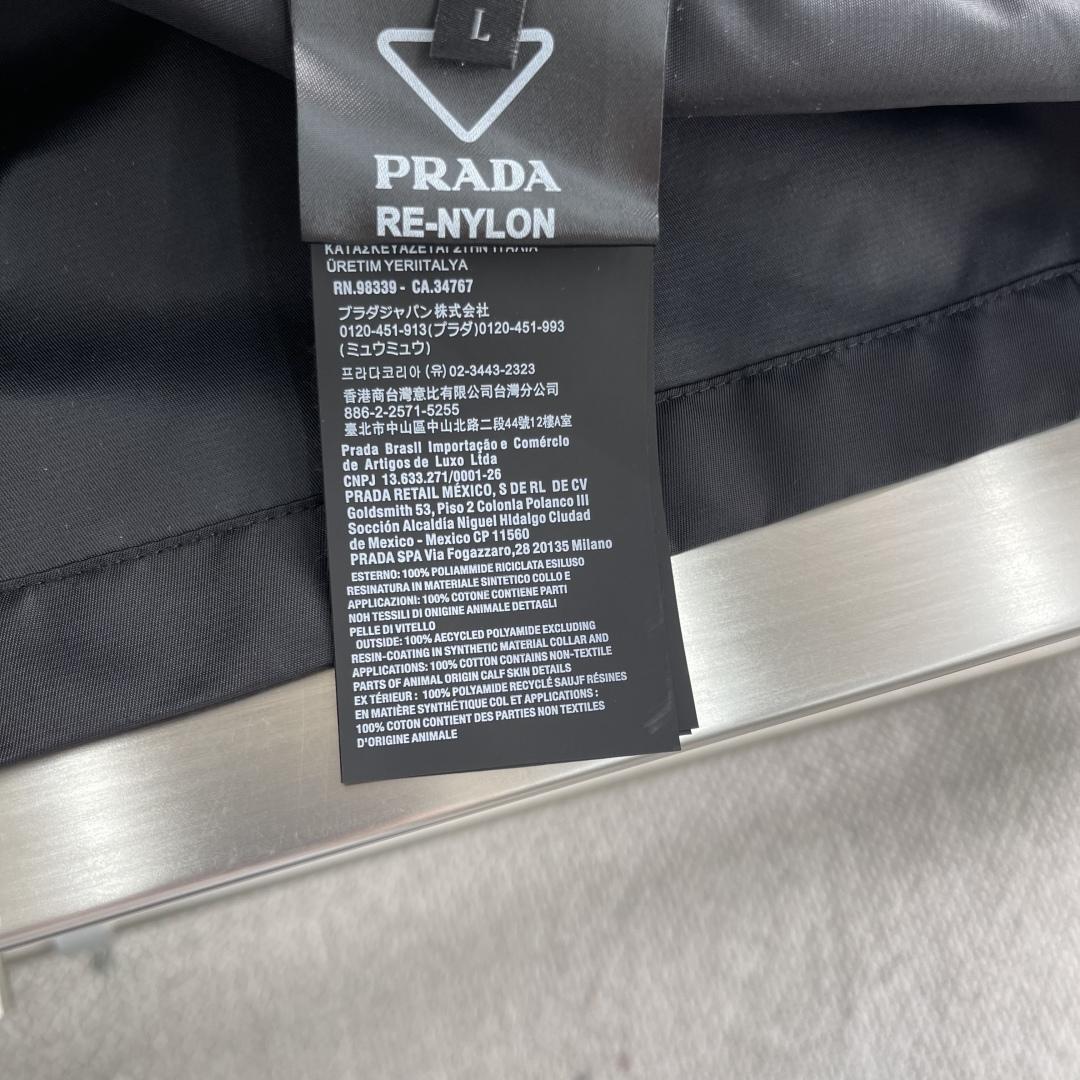 L
PRADA
RE-NYLON
ΚΑΤΑΣΚΕΥΑΖΕΤΑΙ ΣΤΗΝ ΙΤΑΛΙΑ
ÜRETIM YERIITALYA
RN.98339 - CA.34767
プラダジャパン株式会社
0120-451-913(プラダ)0120-451-993
(ミュウミュウ)
프라다코리아 (유) 02-3443-2323
香港商台灣意比有限公司台灣分公司
886-2-2571-5255
臺北市中山區中山北路二段44號12樓A室
Prada Brasil Importação e Comércio
de Artigos de Luxo Ltda
CNPJ 13.633.271/0001-26
PRADA RETAIL MÉXICO, S DE RL DE CV
Goldsmith 53, Piso 2 Colonia Polanco III
Socción Alcaldía Niguel Hldalgo Ciudad
de Mexico - Mexico CP 11560
PRADA SPA Via Fogazzaro,28 20135 Milano
ESTERNO: 100% POLIAMMIDE RICICLATA ESILUSO
RESINATURA IN MATERIALE SINTETICO COLLO E
APPLICAZIONI: 100% COTONE CONTIENE PARTI
NOH TESSILI DI ORIGINE ANIMALE DETTAGLI
PELLE DI VITELLO
OUTSIDE: 100% AECYCLED POLYAMIDE EXCLUDING
RESIN-COATING IN SYNTHETIC MATERIAL COLLAR AND
APPLICATIONS: 100% COTTON CONTAINS NON-TEXTILE
PARTS OF ANIMAL ORIGIN CALF SKIN DETAILS
EX TÉRIEUR : 100% POLYAMIDE RECYCLÉ SAUJF RÉSINES
EN MATIÈRE SYNTHÉTIQUE COL ET APPLICATIONS :
100% COTON CONTIENT DES PARTIES NON TEXTILES
D'ORIGINE ANIMALE